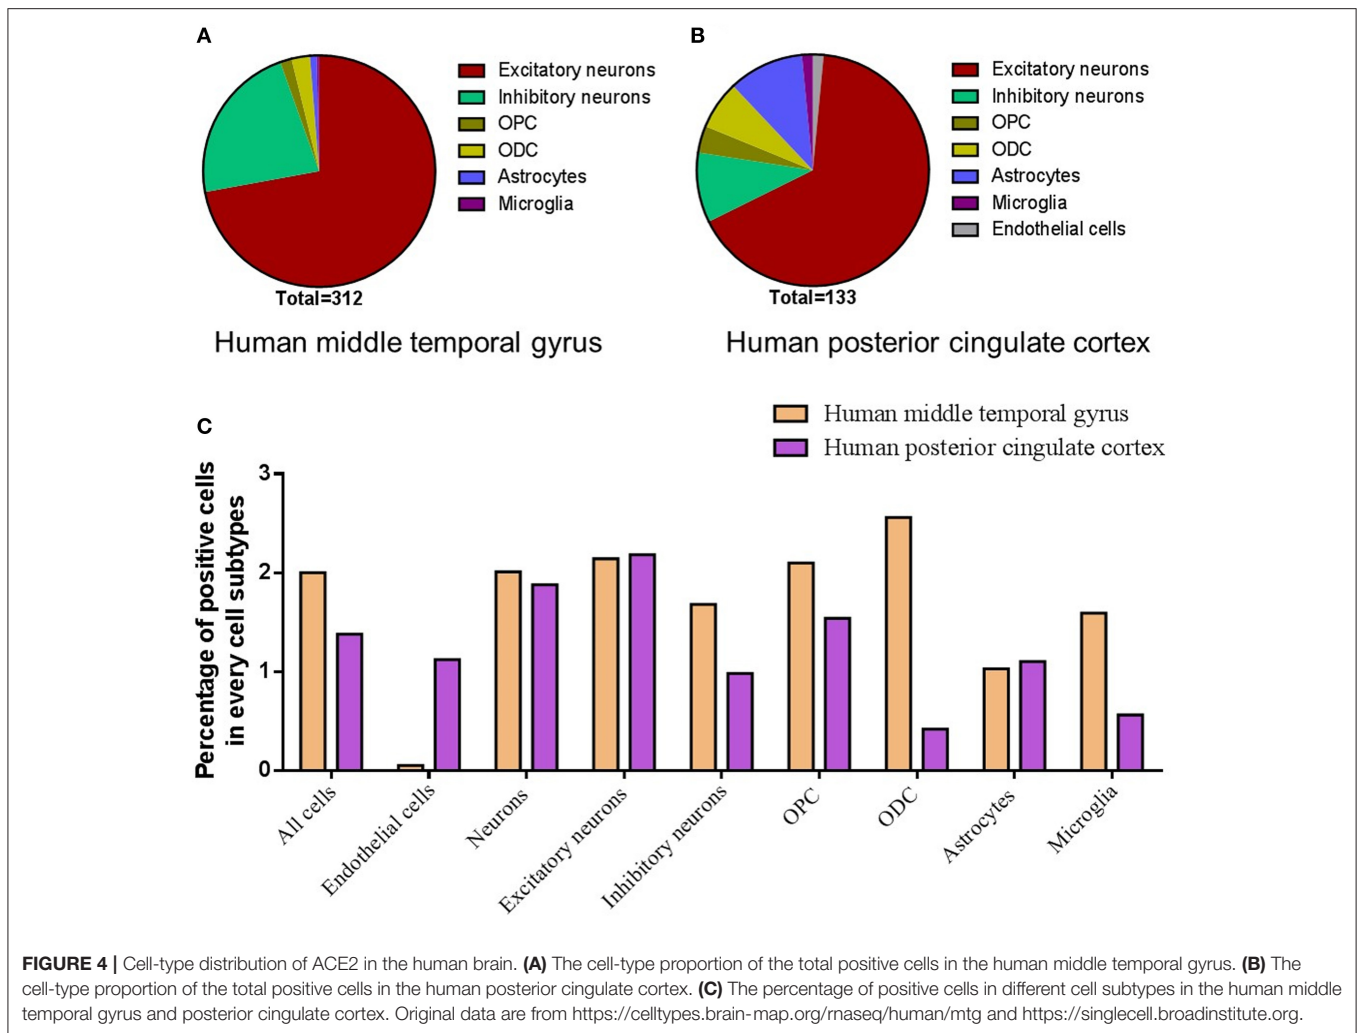 A
Excitatory neurons
Inhibitory neurons
OPC
ODC
Astrocytes
Microglia
Total=312
Human middle temporal gyrus
B
Excitatory neurons
Inhibitory neurons
OPC
ODC
Astrocytes
Microglia
Endothelial cells
Total=133
Human posterior cingulate cortex
C
Human middle temporal gyrus
Human posterior cingulate cortex
Percentage of positive cells
in every cell subtypes
3
2
1
0
All cells
Endothelial cells
Neurons
Excitatory neurons
Inhibitory neurons
OPC
ODC
Astrocytes
Microglia
FIGURE 4 | Cell-type distribution of ACE2 in the human brain. (A) The cell-type proportion of the total positive cells in the human middle temporal gyrus. (B) The
cell-type proportion of the total positive cells in the human posterior cingulate cortex. (C) The percentage of positive cells in different cell subtypes in the human middle
temporal gyrus and posterior cingulate cortex. Original data are from https://celltypes.brain-map.org/rnaseq/human/mtg and https://singlecell.broadinstitute.org.